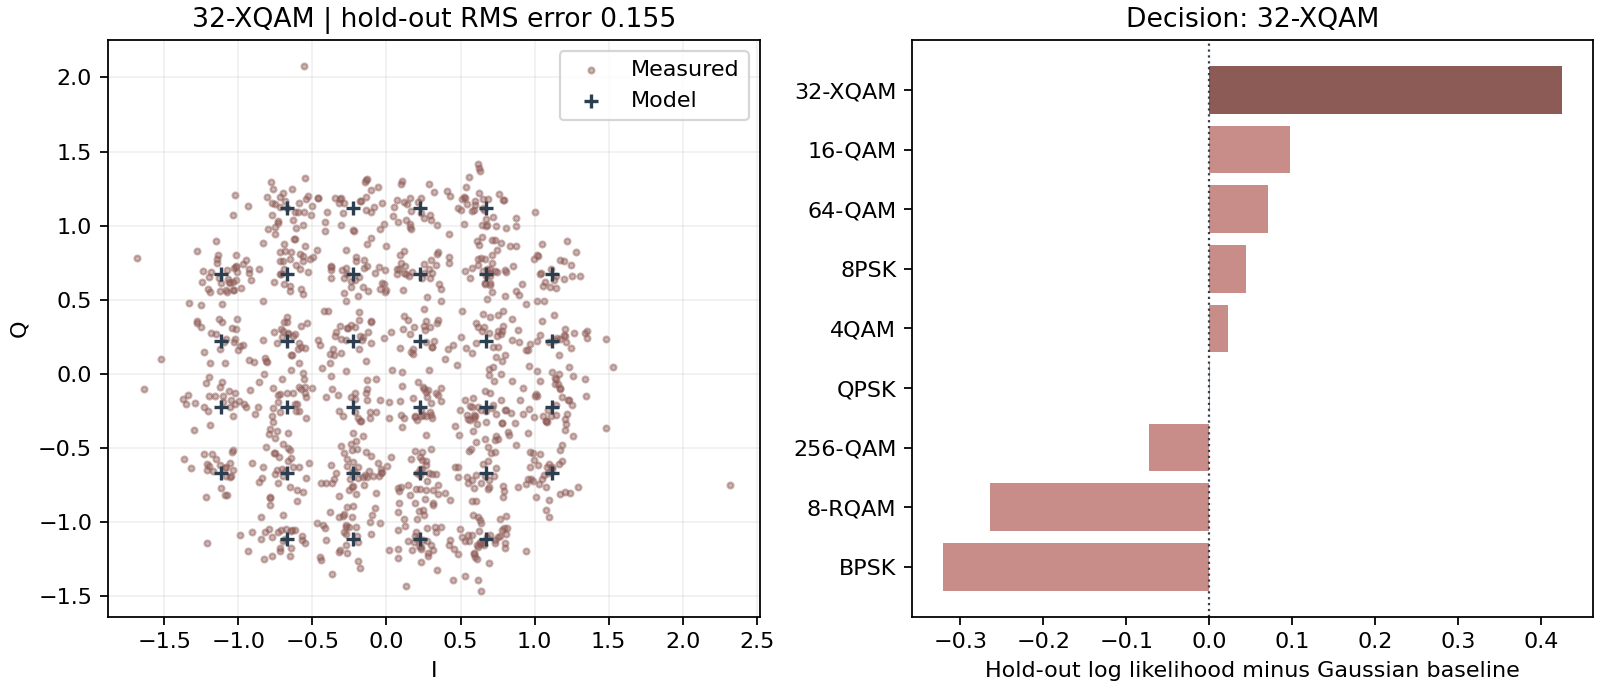 32-XQAM | hold-out RMS error 0.155
Measured
Model
2.0
1.5
1.0
0.5
0.0
−0.5
−1.0
−1.5
Q
−1.5 −1.0 −0.5 0.0 0.5 1.0 1.5 2.0 2.5
I
Decision: 32-XQAM
32-XQAM
16-QAM
64-QAM
8PSK
4QAM
QPSK
256-QAM
8-RQAM
BPSK
−0.3 −0.2 −0.1 0.0 0.1 0.2 0.3 0.4
Hold-out log likelihood minus Gaussian baseline